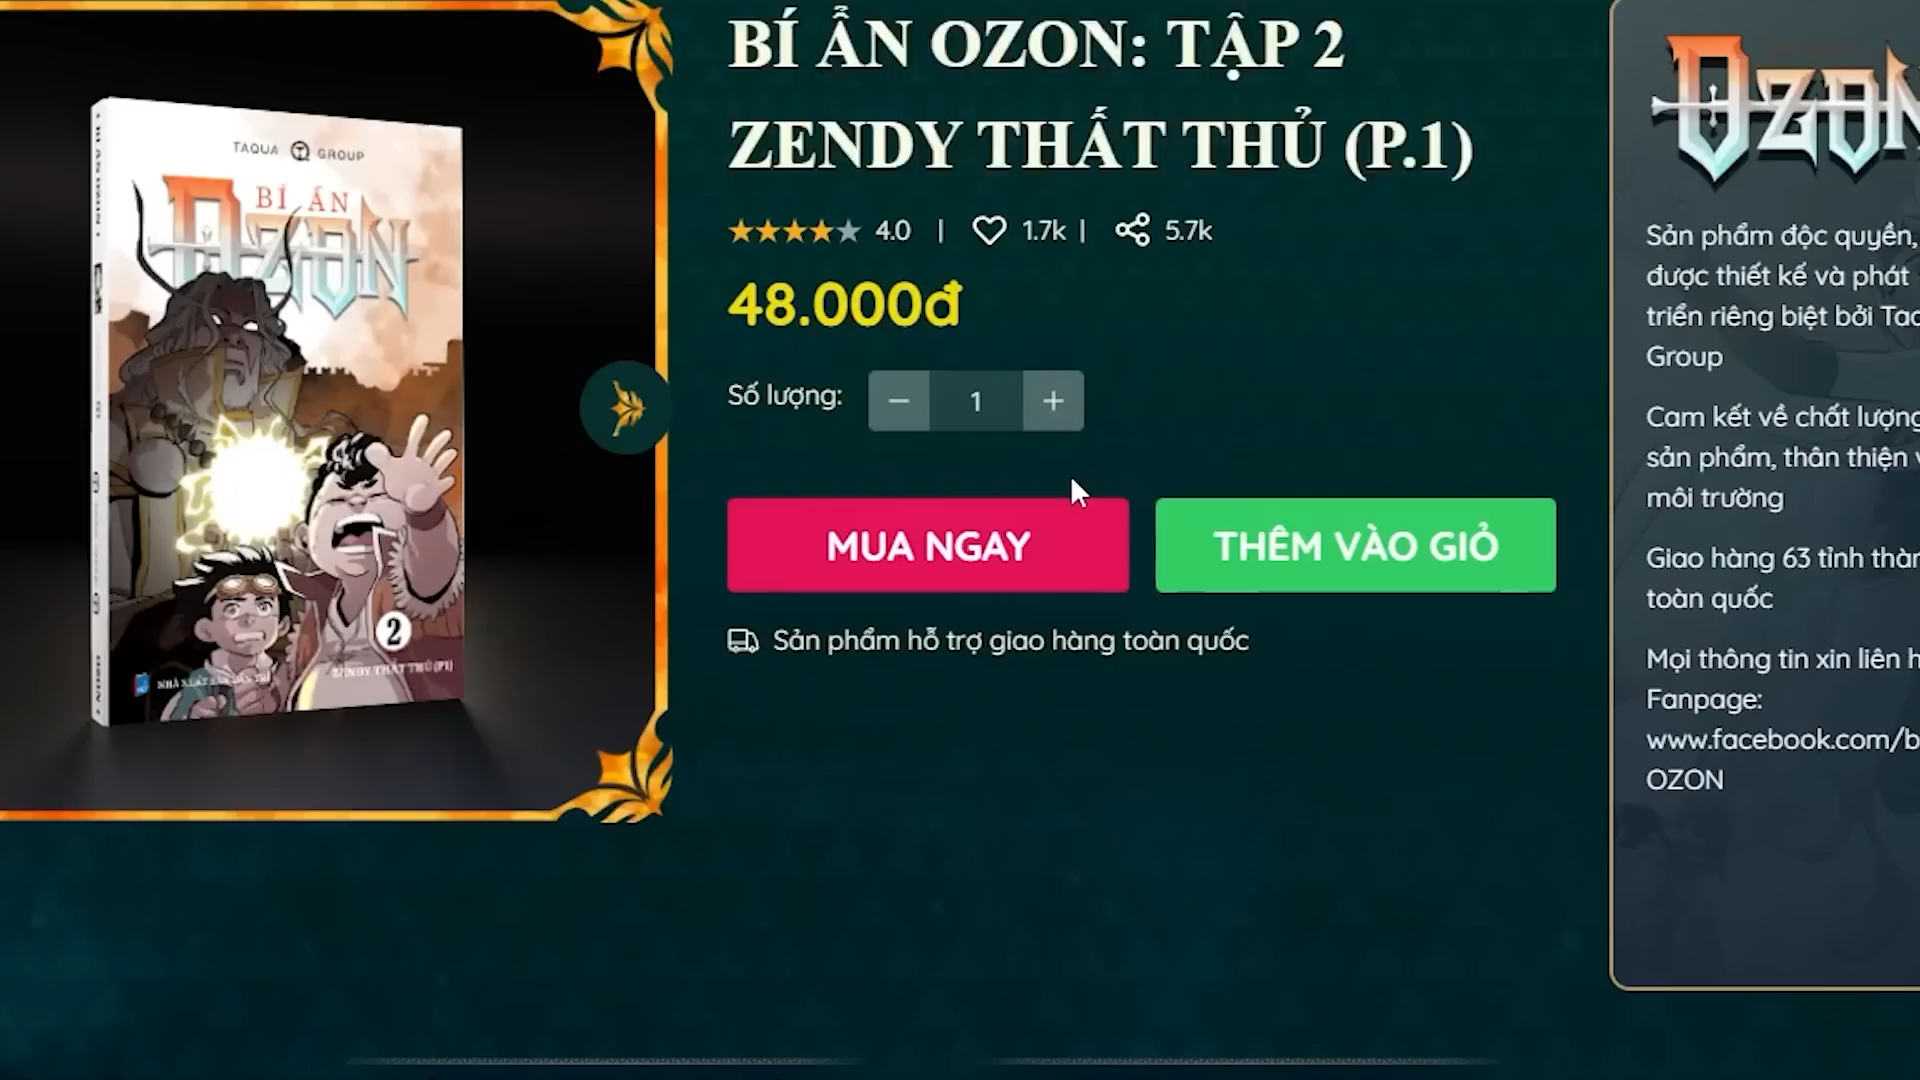 TAQUA GROUP
BÍ ẨN
OZON
2
ZENDY THẤT THỦ (P1)
BÍ ẨN OZON: TẬP 2
ZENDY THẤT THỦ (P.1)
4.0 | 1.7k | 5.7k
48.000đ
Số lượng: − 1 +
MUA NGAY THÊM VÀO GIỎ
Sản phẩm hỗ trợ giao hàng toàn quốc
OZON
Sản phẩm độc quyền,
được thiết kế và phát
triển riêng biệt bởi
Group
Cam kết về chất lượng
sản phẩm, thân thiện
môi trường
Giao hàng 63 tỉnh
toàn quốc
Mọi thông tin xin liên
Fanpage:
www.facebook.com/b
OZON